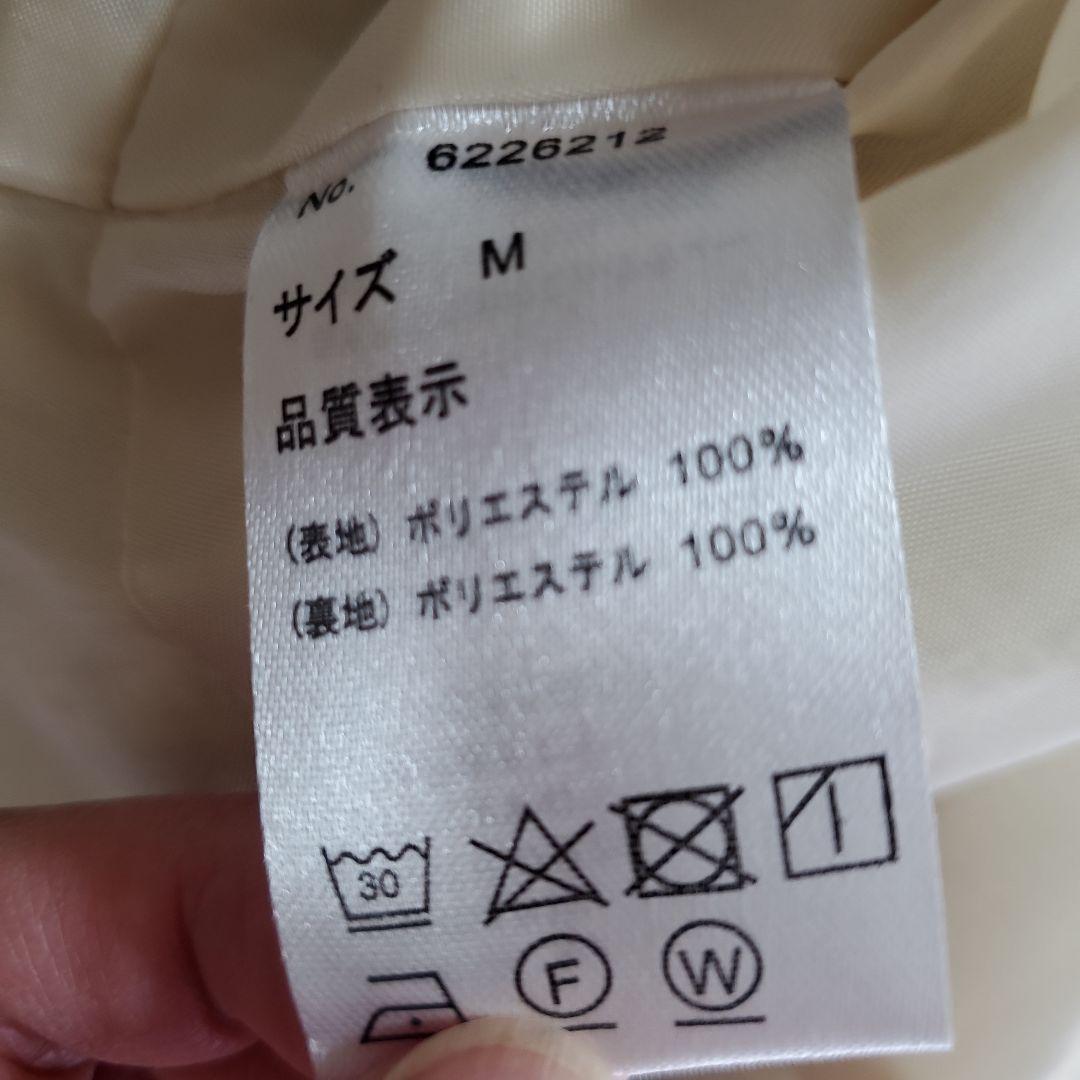 No. 6226212
サイズ M
品質表示
(表地) ポリエステル 100%
(裏地) ポリエステル 100%
30
F W